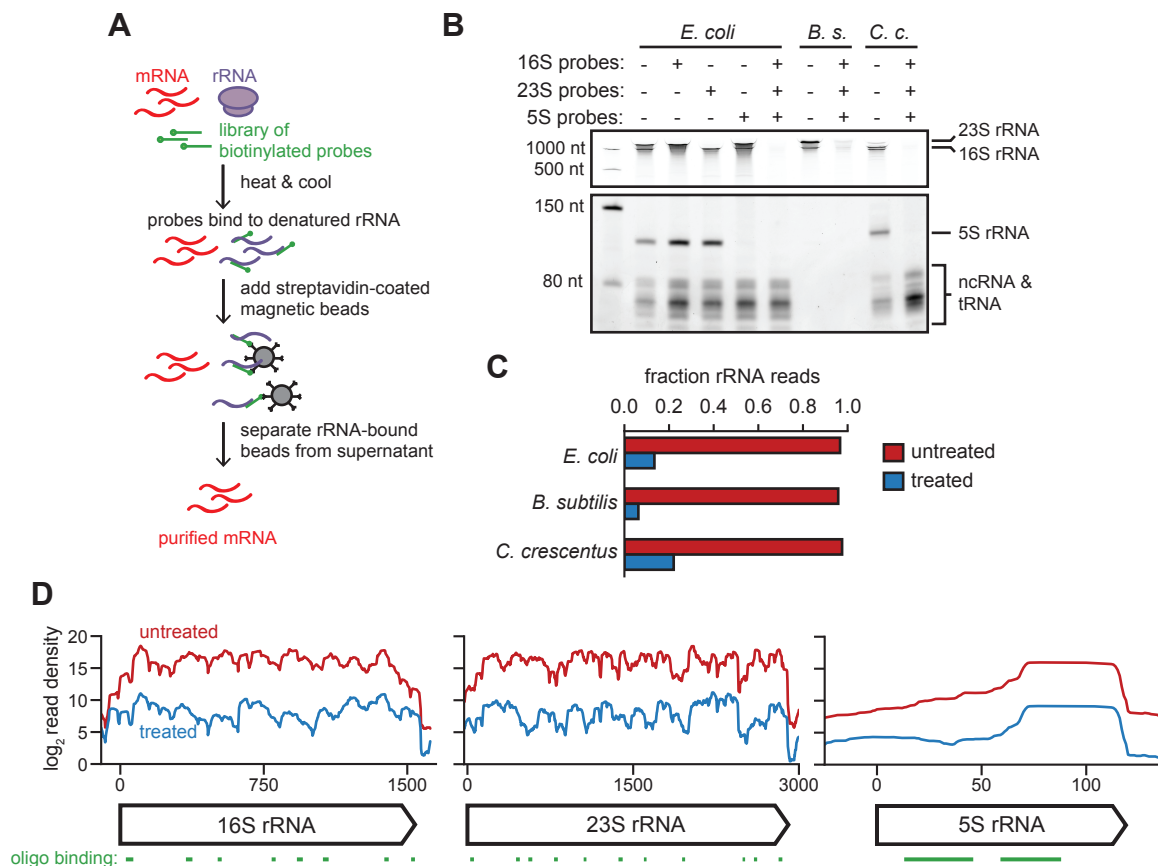 A
mRNA
rRNA
library of
biotinylated probes
heat & cool
probes bind to denatured rRNA
add streptavidin-coated
magnetic beads
separate rRNA-bound
beads from supernatant
purified mRNA
B
E. coli B. s. C. c.
16S probes: - + - - + - + - +
23S probes: - - + - + - + - +
5S probes: - - - + + - + - +
1000 nt
500 nt
23S rRNA
16S rRNA
150 nt
80 nt
5S rRNA
ncRNA &
tRNA
C
fraction rRNA reads
0.0 0.2 0.4 0.6 0.8 1.0
E. coli
B. subtilis
C. crescentus
untreated
treated
D
log2 read density
20
15
10
5
0
untreated
treated
0 750 1500
0 1500 3000
0 50 100
16S rRNA
23S rRNA
5S rRNA
oligo binding: